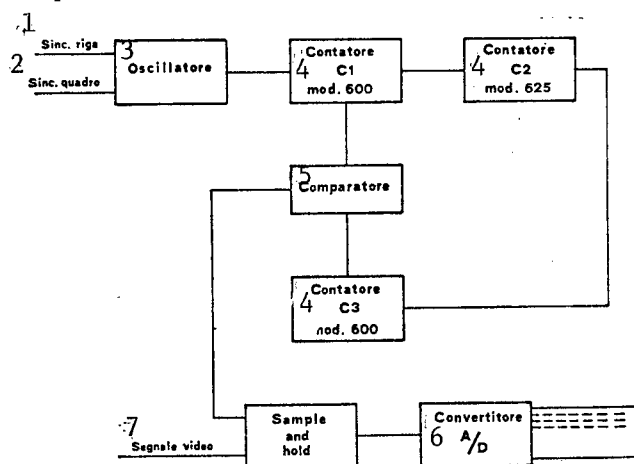 1
Sinc. riga
2
Sinc. quadro
3
Oscillatore
4
Contatore
C1
mod. 600
4
Contatore
C2
mod. 625
5
Comparatore
4
Contatore
C3
mod. 600
7
Segnale video
Sample
and
hold
Convertitore
6 A/D